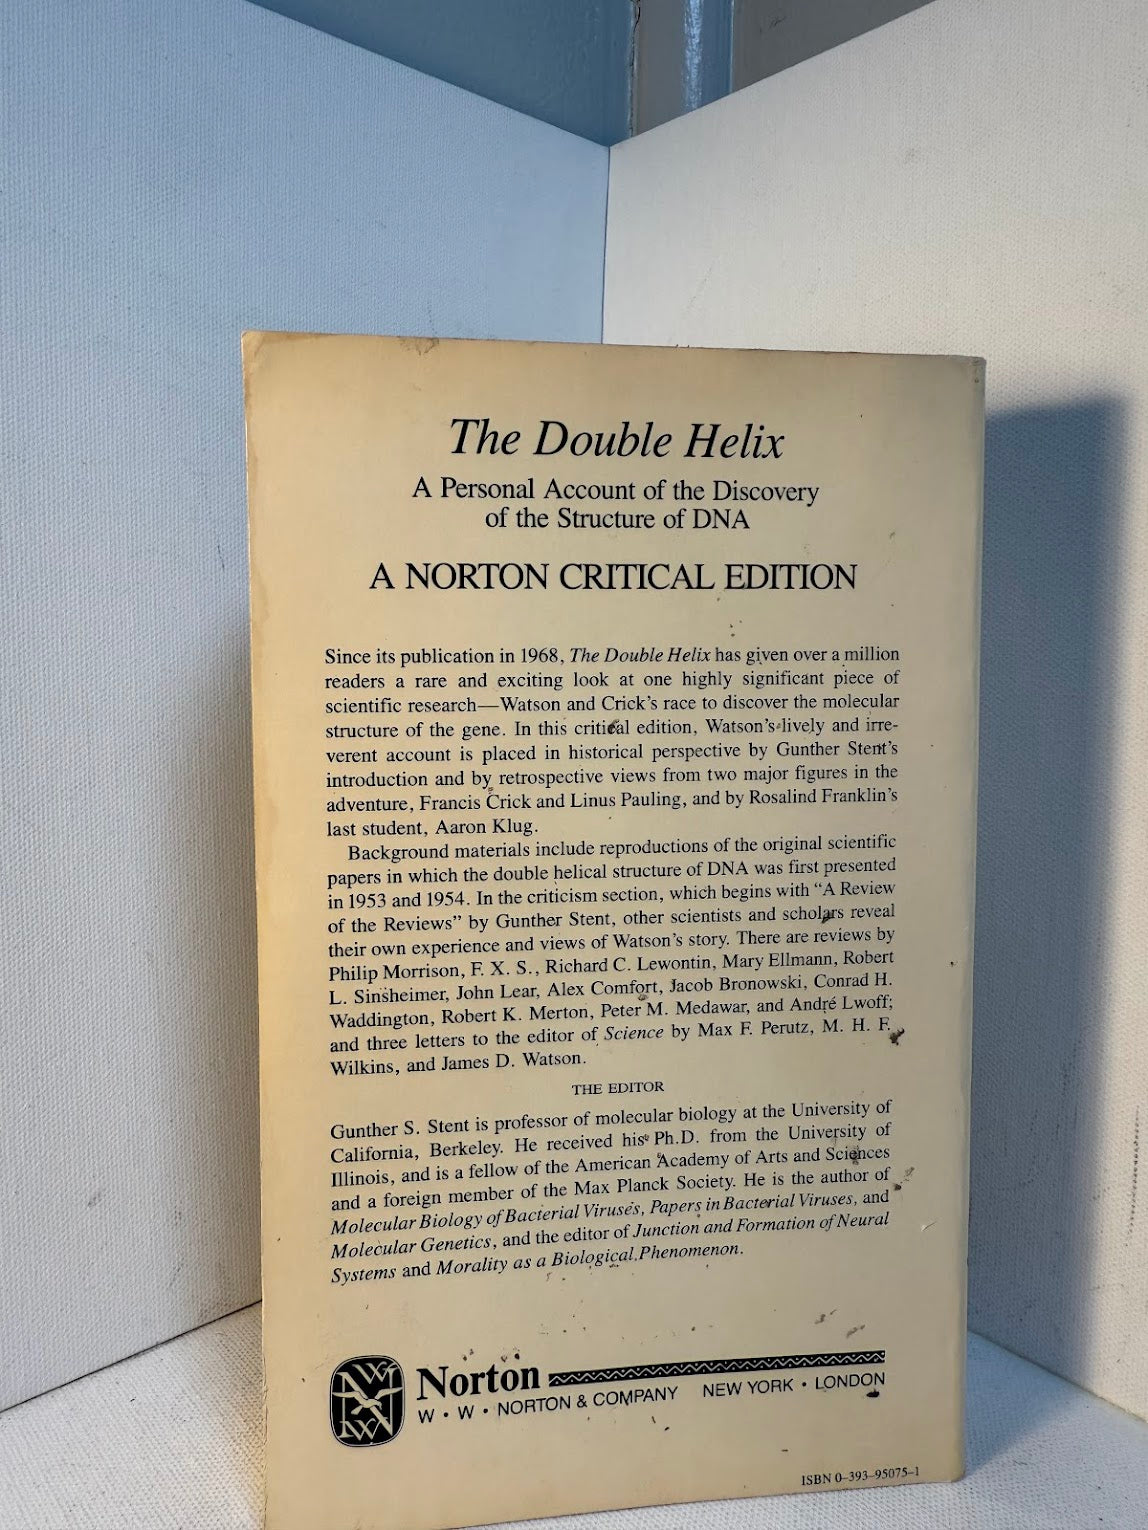 The Double Helix
A Personal Account of the Discovery
of the Structure of DNA
A NORTON CRITICAL EDITION
Since its publication in 1968, The Double Helix has given over a million
readers a rare and exciting look at one highly significant piece of
scientific research—Watson and Crick's race to discover the molecular
structure of the gene. In this critical edition, Watson's lively and irre-
verent account is placed in historical perspective by Gunther Stent's
introduction and by retrospective views from two major figures in the
adventure, Francis Crick and Linus Pauling, and by Rosalind Franklin's
last student, Aaron Klug.
Background materials include reproductions of the original scientific
papers in which the double helical structure of DNA was first presented
in 1953 and 1954. In the criticism section, which begins with “A Review
of the Reviews” by Gunther Stent, other scientists and scholars reveal
their own experience and views of Watson's story. There are reviews by
Philip Morrison, F. X. S., Richard C. Lewontin, Mary Ellmann, Robert
L. Sinsheimer, John Lear, Alex Comfort, Jacob Bronowski, Conrad H.
Waddington, Robert K. Merton, Peter M. Medawar, and André Lwoff;
and three letters to the editor of Science by Max F. Perutz, M. H. F.
Wilkins, and James D. Watson.
THE EDITOR
Gunther S. Stent is professor of molecular biology at the University of
California, Berkeley. He received his Ph.D. from the University of
Illinois, and is a fellow of the American Academy of Arts and Sciences
and a foreign member of the Max Planck Society. He is the author of
Molecular Biology of Bacterial Viruses, Papers in Bacterial Viruses, and
Molecular Genetics, and the editor of Junction and Formation of Neural
Systems and Morality as a Biological Phenomenon.
Norton
W • W • NORTON & COMPANY NEW YORK • LONDON
ISBN 0–393–95075–1